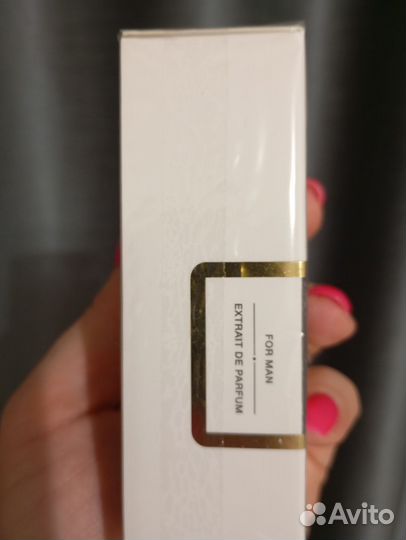 FOR MAN
EXTRAIT DE PARFUM
Avito